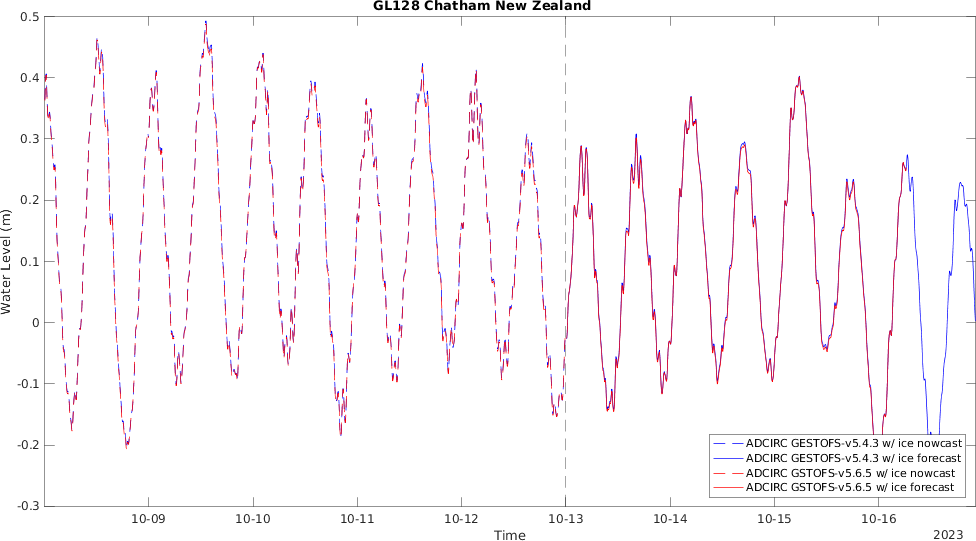 GL128 Chatham New Zealand
Water Level (m)
0.5
0.4
0.3
0.2
0.1
0
-0.1
-0.2
-0.3
ADCIRC GESTOFS-v5.4.3 w/ ice nowcast
ADCIRC GESTOFS-v5.4.3 w/ ice forecast
ADCIRC GSTOFS-v5.6.5 w/ ice nowcast
ADCIRC GSTOFS-v5.6.5 w/ ice forecast
10-09 10-10 10-11 10-12 10-13 10-14 10-15 10-16
Time
2023